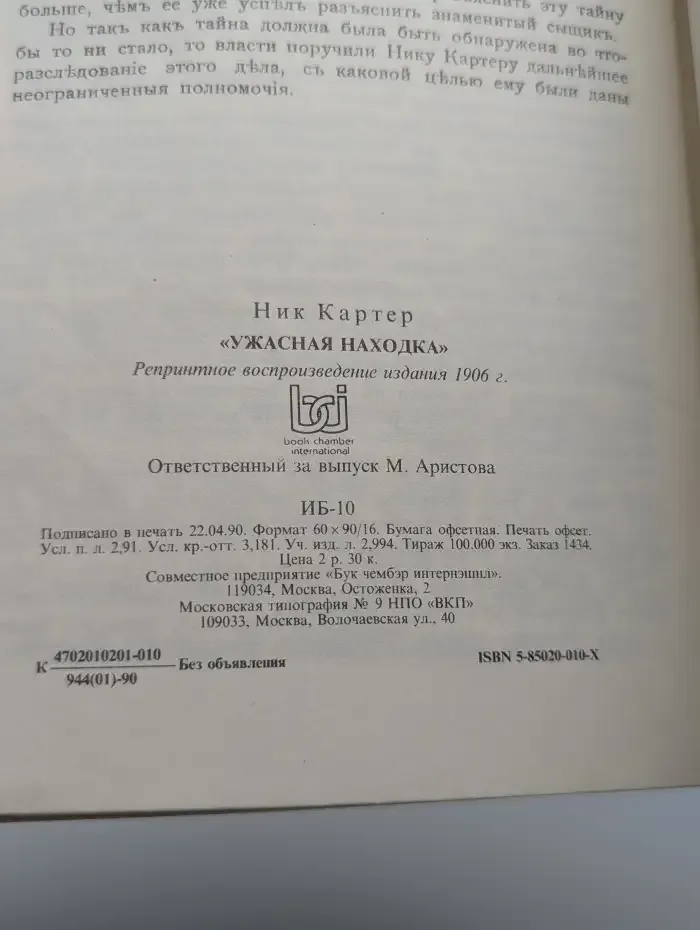 снить эту тайну
больше, чѣмъ ее уже успѣлъ разъяснить знаменитый сыщикъ.
Но такъ какъ тайна должна была быть обнаружена во что-
бы то ни стало, то власти поручили Нику Картеру дальнѣйшее
разслѣдованіе этого дѣла, съ каковой цѣлью ему были даны
неограниченныя полномочія.
Ник Картер
«УЖАСНАЯ НАХОДКА»
Репринтное воспроизведение издания 1906 г.
bci
book chamber
international
Ответственный за выпуск М. Аристова
ИБ-10
Подписано в печать 22.04.90. Формат 60×90/16. Бумага офсетная. Печать офсет.
Усл. п. л. 2,91. Усл. кр.-отт. 3,181. Уч. изд. л. 2,994. Тираж 100.000 экз. Заказ 1434.
Цена 2 р. 30 к.
Совместное предприятие «Бук чембэр интернэшнл».
119034, Москва, Остоженка, 2
Московская типография № 9 НПО «ВКП»
109033, Москва, Волочаевская ул., 40
К 4702010201-010 Без объявления
944(01)-90
ISBN 5-85020-010-X